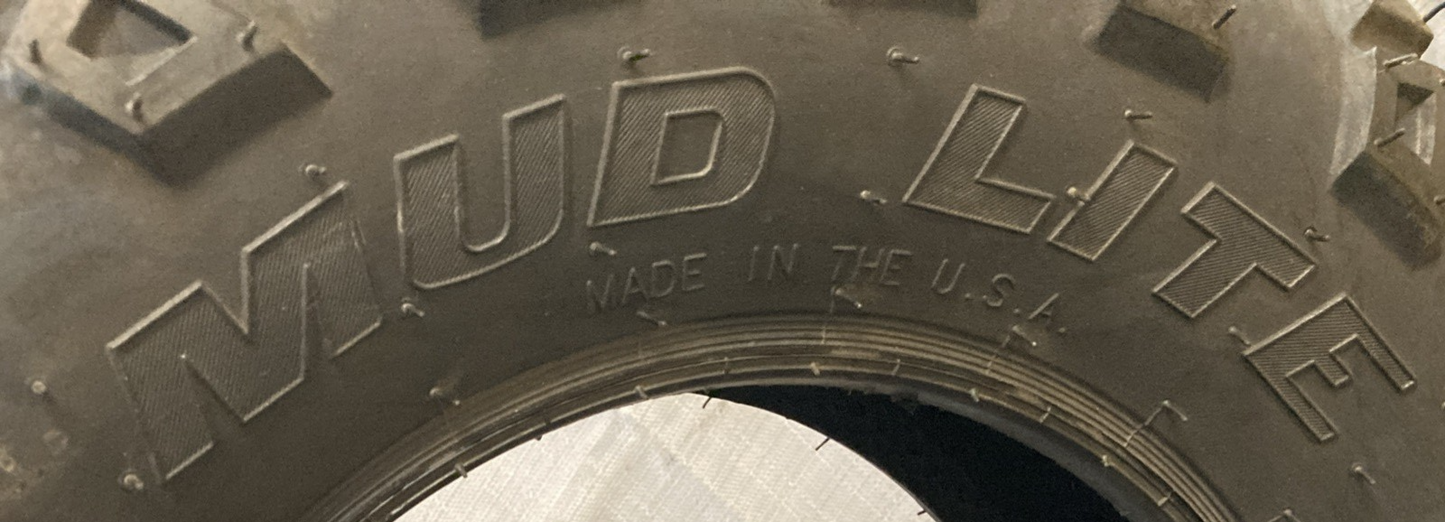 MUD LITE
MADE IN THE U.S.A.